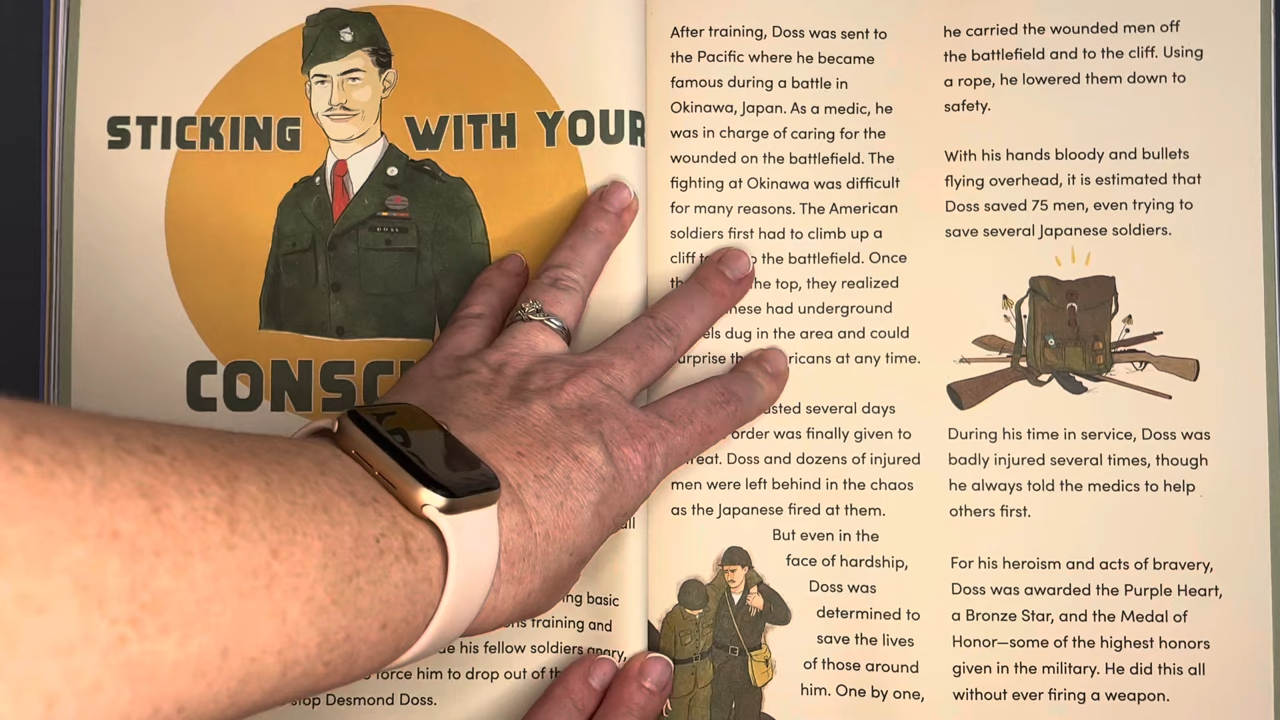 STICKING WITH YOUR
DOSS
ing basic
training and
his fellow soldiers angry,
force him to drop out of
stop Desmond Doss.
After training, Doss was sent to
the Pacific where he became
famous during a battle in
Okinawa, Japan. As a medic, he
was in charge of caring for the
wounded on the battlefield. The
fighting at Okinawa was difficult
for many reasons. The American
soldiers first had to climb up a
cliff the battlefield. Once
the top, they realized
had underground
dug in the area and could
at any time.
several days
order was finally given to
Doss and dozens of injured
men were left behind in the chaos
as the Japanese fired at them.
But even in the
face of hardship,
Doss was
determined to
save the lives
of those around
him. One by one,
he carried the wounded men off
the battlefield and to the cliff. Using
a rope, he lowered them down to
safety.
With his hands bloody and bullets
flying overhead, it is estimated that
Doss saved 75 men, even trying to
save several Japanese soldiers.
During his time in service, Doss was
badly injured several times, though
he always told the medics to help
others first.
For his heroism and acts of bravery,
Doss was awarded the Purple Heart,
a Bronze Star, and the Medal of
Honor—some of the highest honors
given in the military. He did this all
without ever firing a weapon.